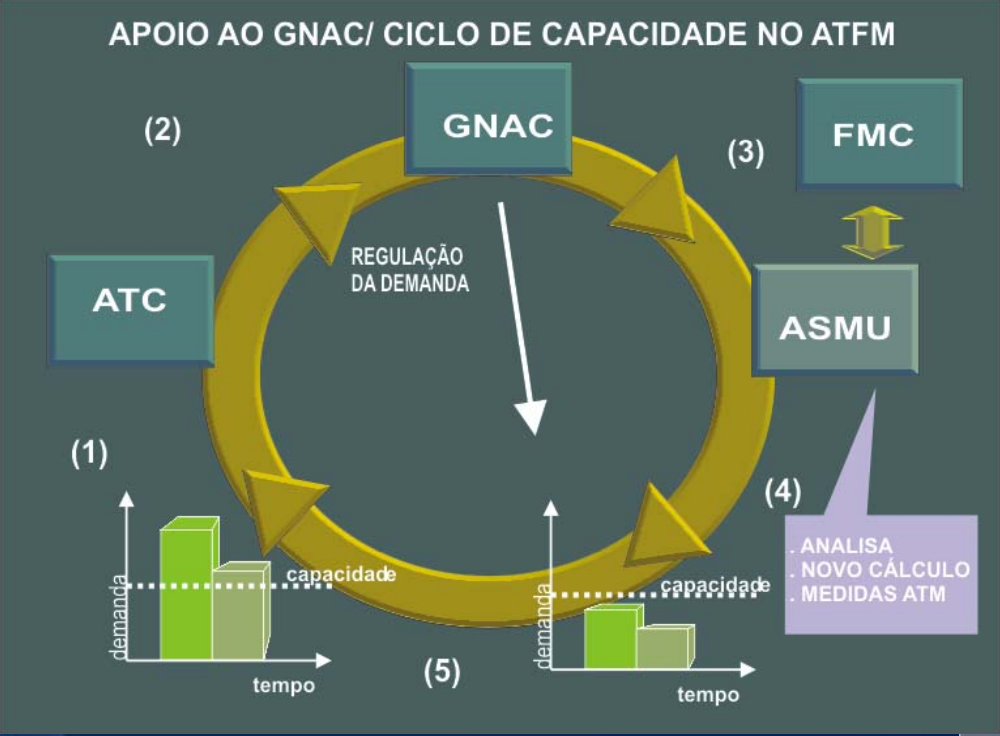 APOIO AO GNAC/ CICLO DE CAPACIDADE NO ATFM
(2)
GNAC
(3)
FMC
REGULAÇÃO
DA DEMANDA
ATC
ASMU
(1)
(4)
. ANALISA
. NOVO CÁLCULO
. MEDIDAS ATM
demanda
capacidade
tempo
demanda
capacidade
tempo
(5)